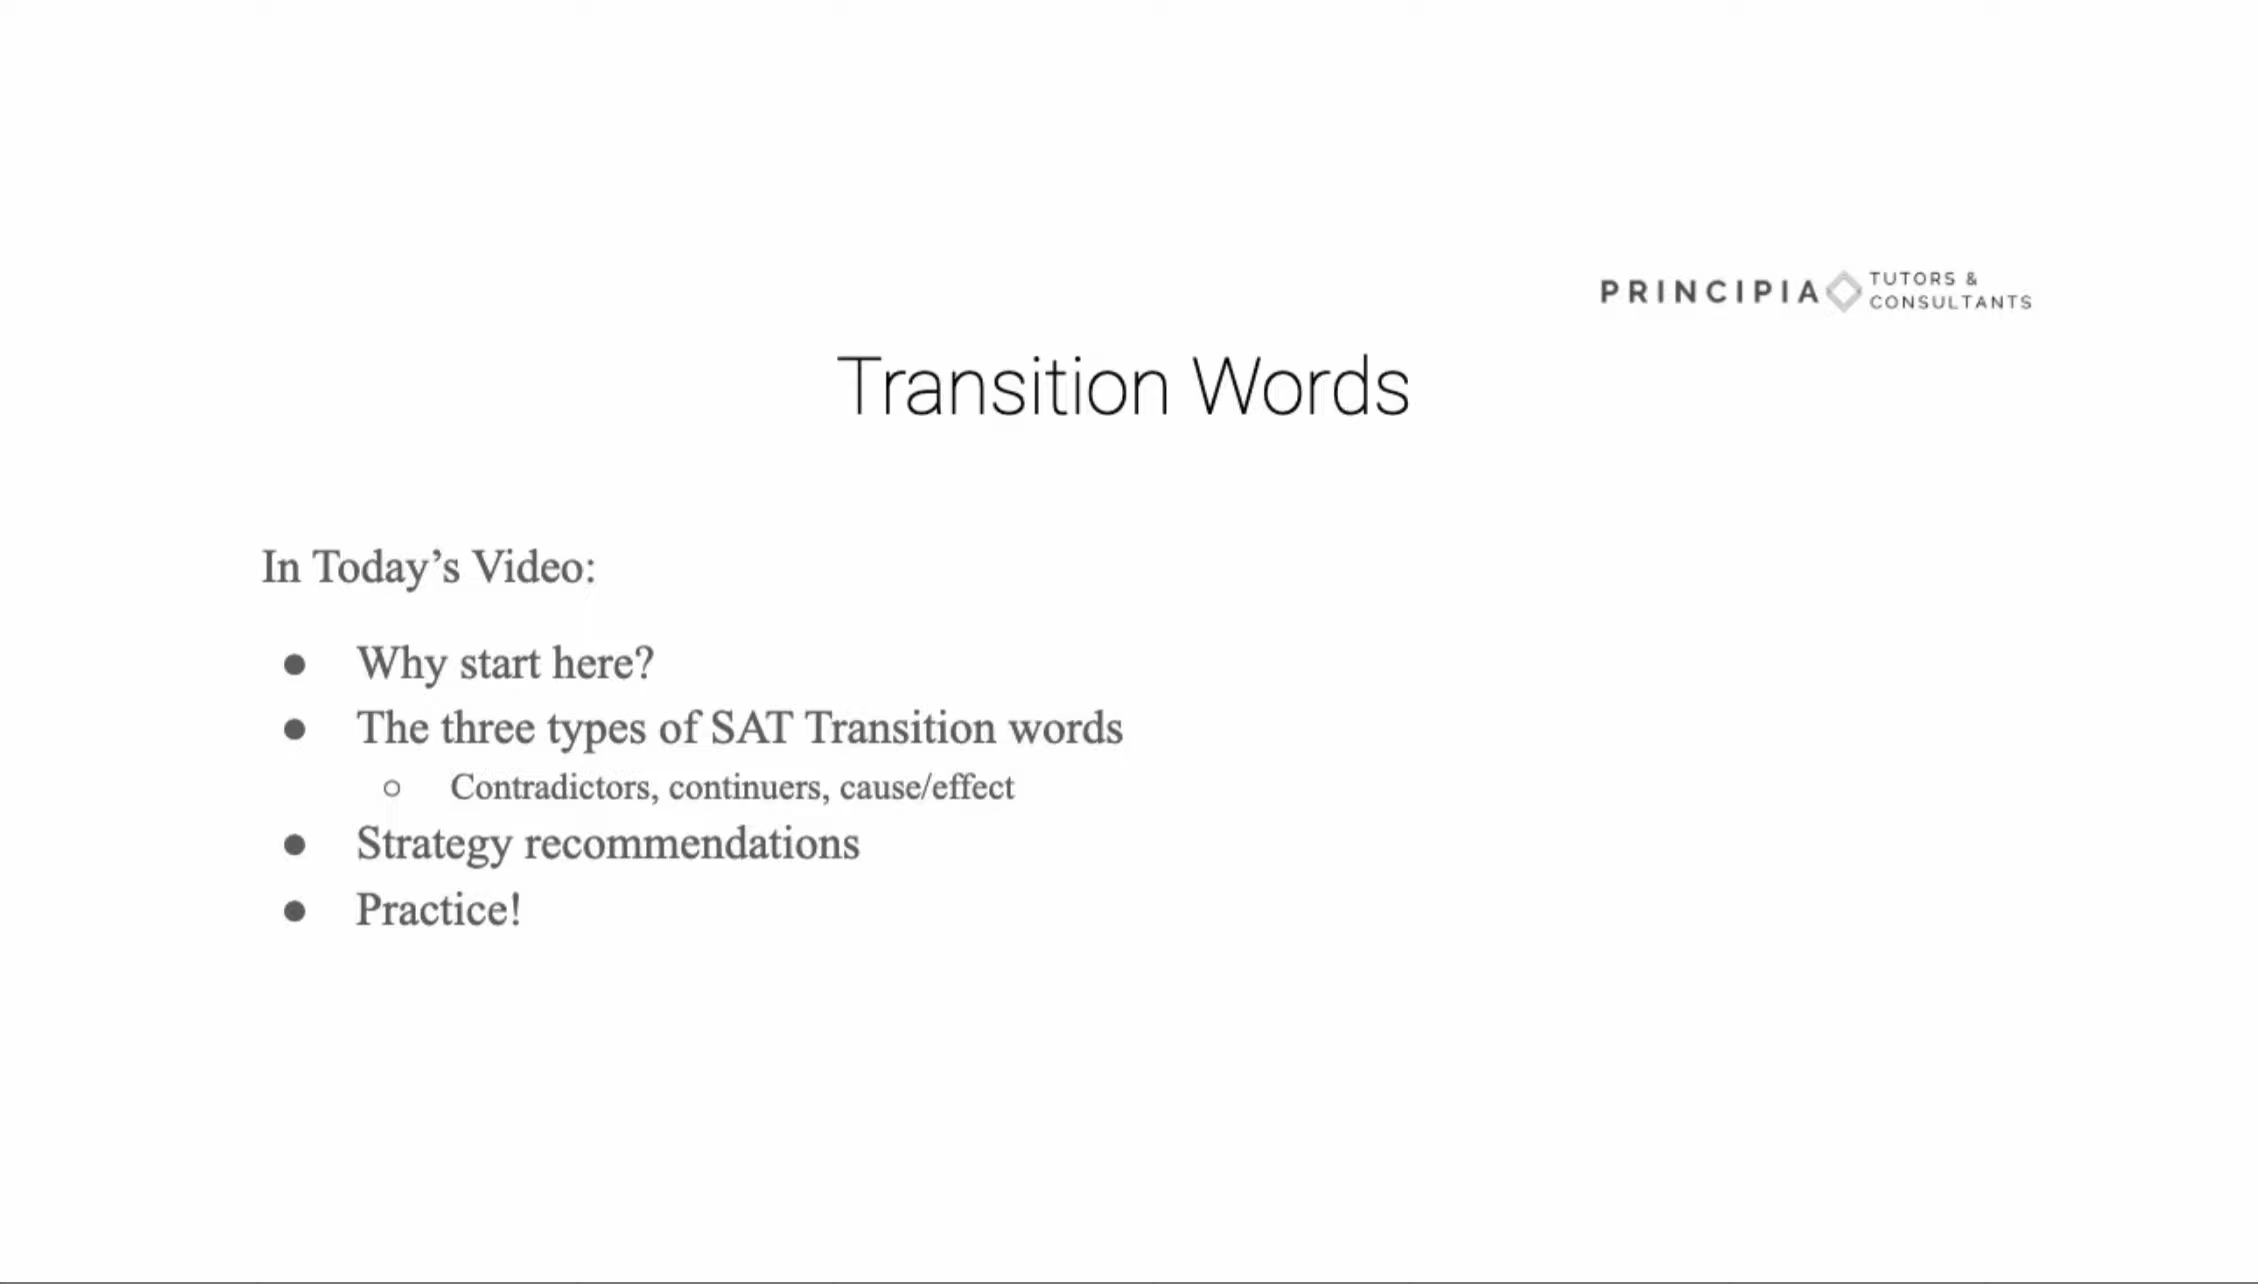 PRINCIPIA TUTORS &
CONSULTANTS
Transition Words
In Today’s Video:
● Why start here?
● The three types of SAT Transition words
○ Contradictors, continuers, cause/effect
● Strategy recommendations
● Practice!